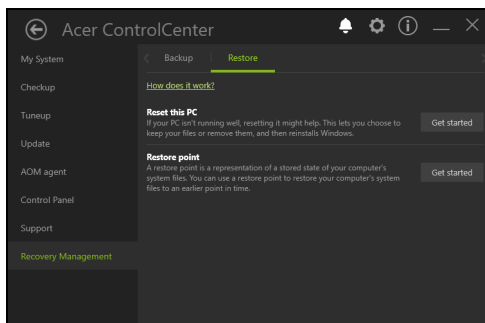 Acer ControlCenter
My System
Checkup
Tuneup
Update
AOM agent
Control Panel
Support
Recovery Management
Backup Restore
How does it work?
Reset this PC
If your PC isn't running well, resetting it might help. This lets you choose to
keep your files or remove them, and then reinstalls Windows.
Get started
Restore point
A restore point is a representation of a stored state of your computer's
system files. You can use a restore point to restore your computer's system
files to an earlier point in time.
Get started